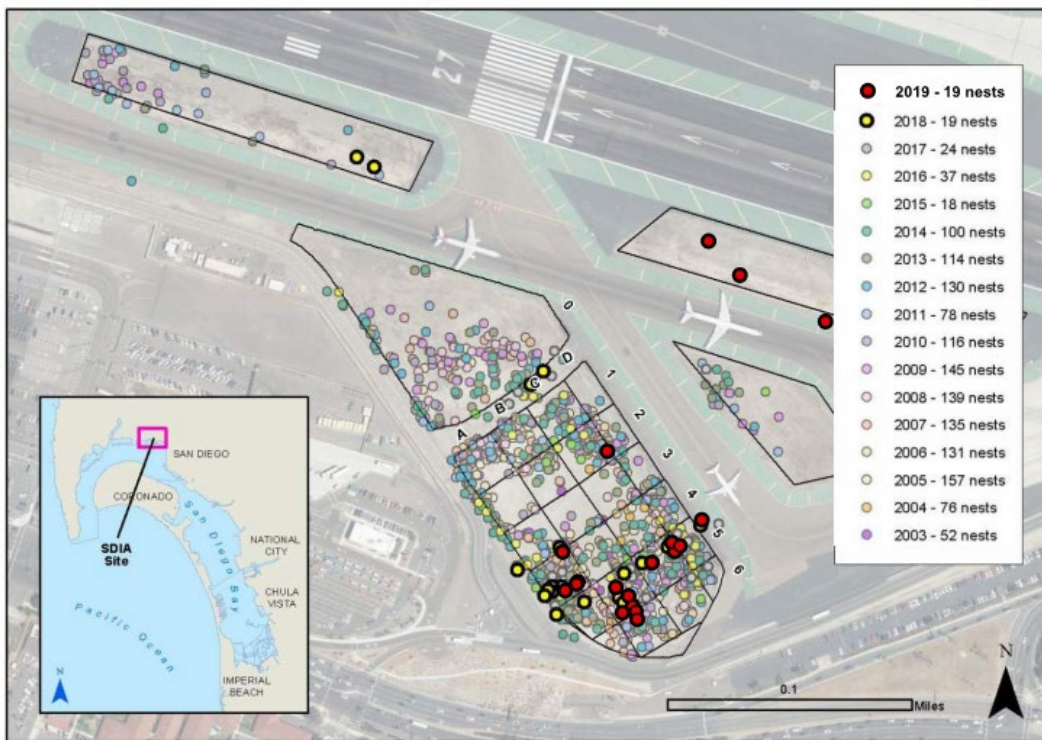 27
2019 - 19 nests
2018 - 19 nests
2017 - 24 nests
2016 - 37 nests
2015 - 18 nests
2014 - 100 nests
2013 - 114 nests
2012 - 130 nests
2011 - 78 nests
2010 - 116 nests
2009 - 145 nests
2008 - 139 nests
2007 - 135 nests
2006 - 131 nests
2005 - 157 nests
2004 - 76 nests
2003 - 52 nests
0
D
C
B
A
1
2
3
4
5
6
SAN DIEGO
CORONADO
SDIA
Site
San Diego Bay
NATIONAL
CITY
CHULA
VISTA
Pacific Ocean
IMPERIAL
BEACH
N
0.1
Miles
N